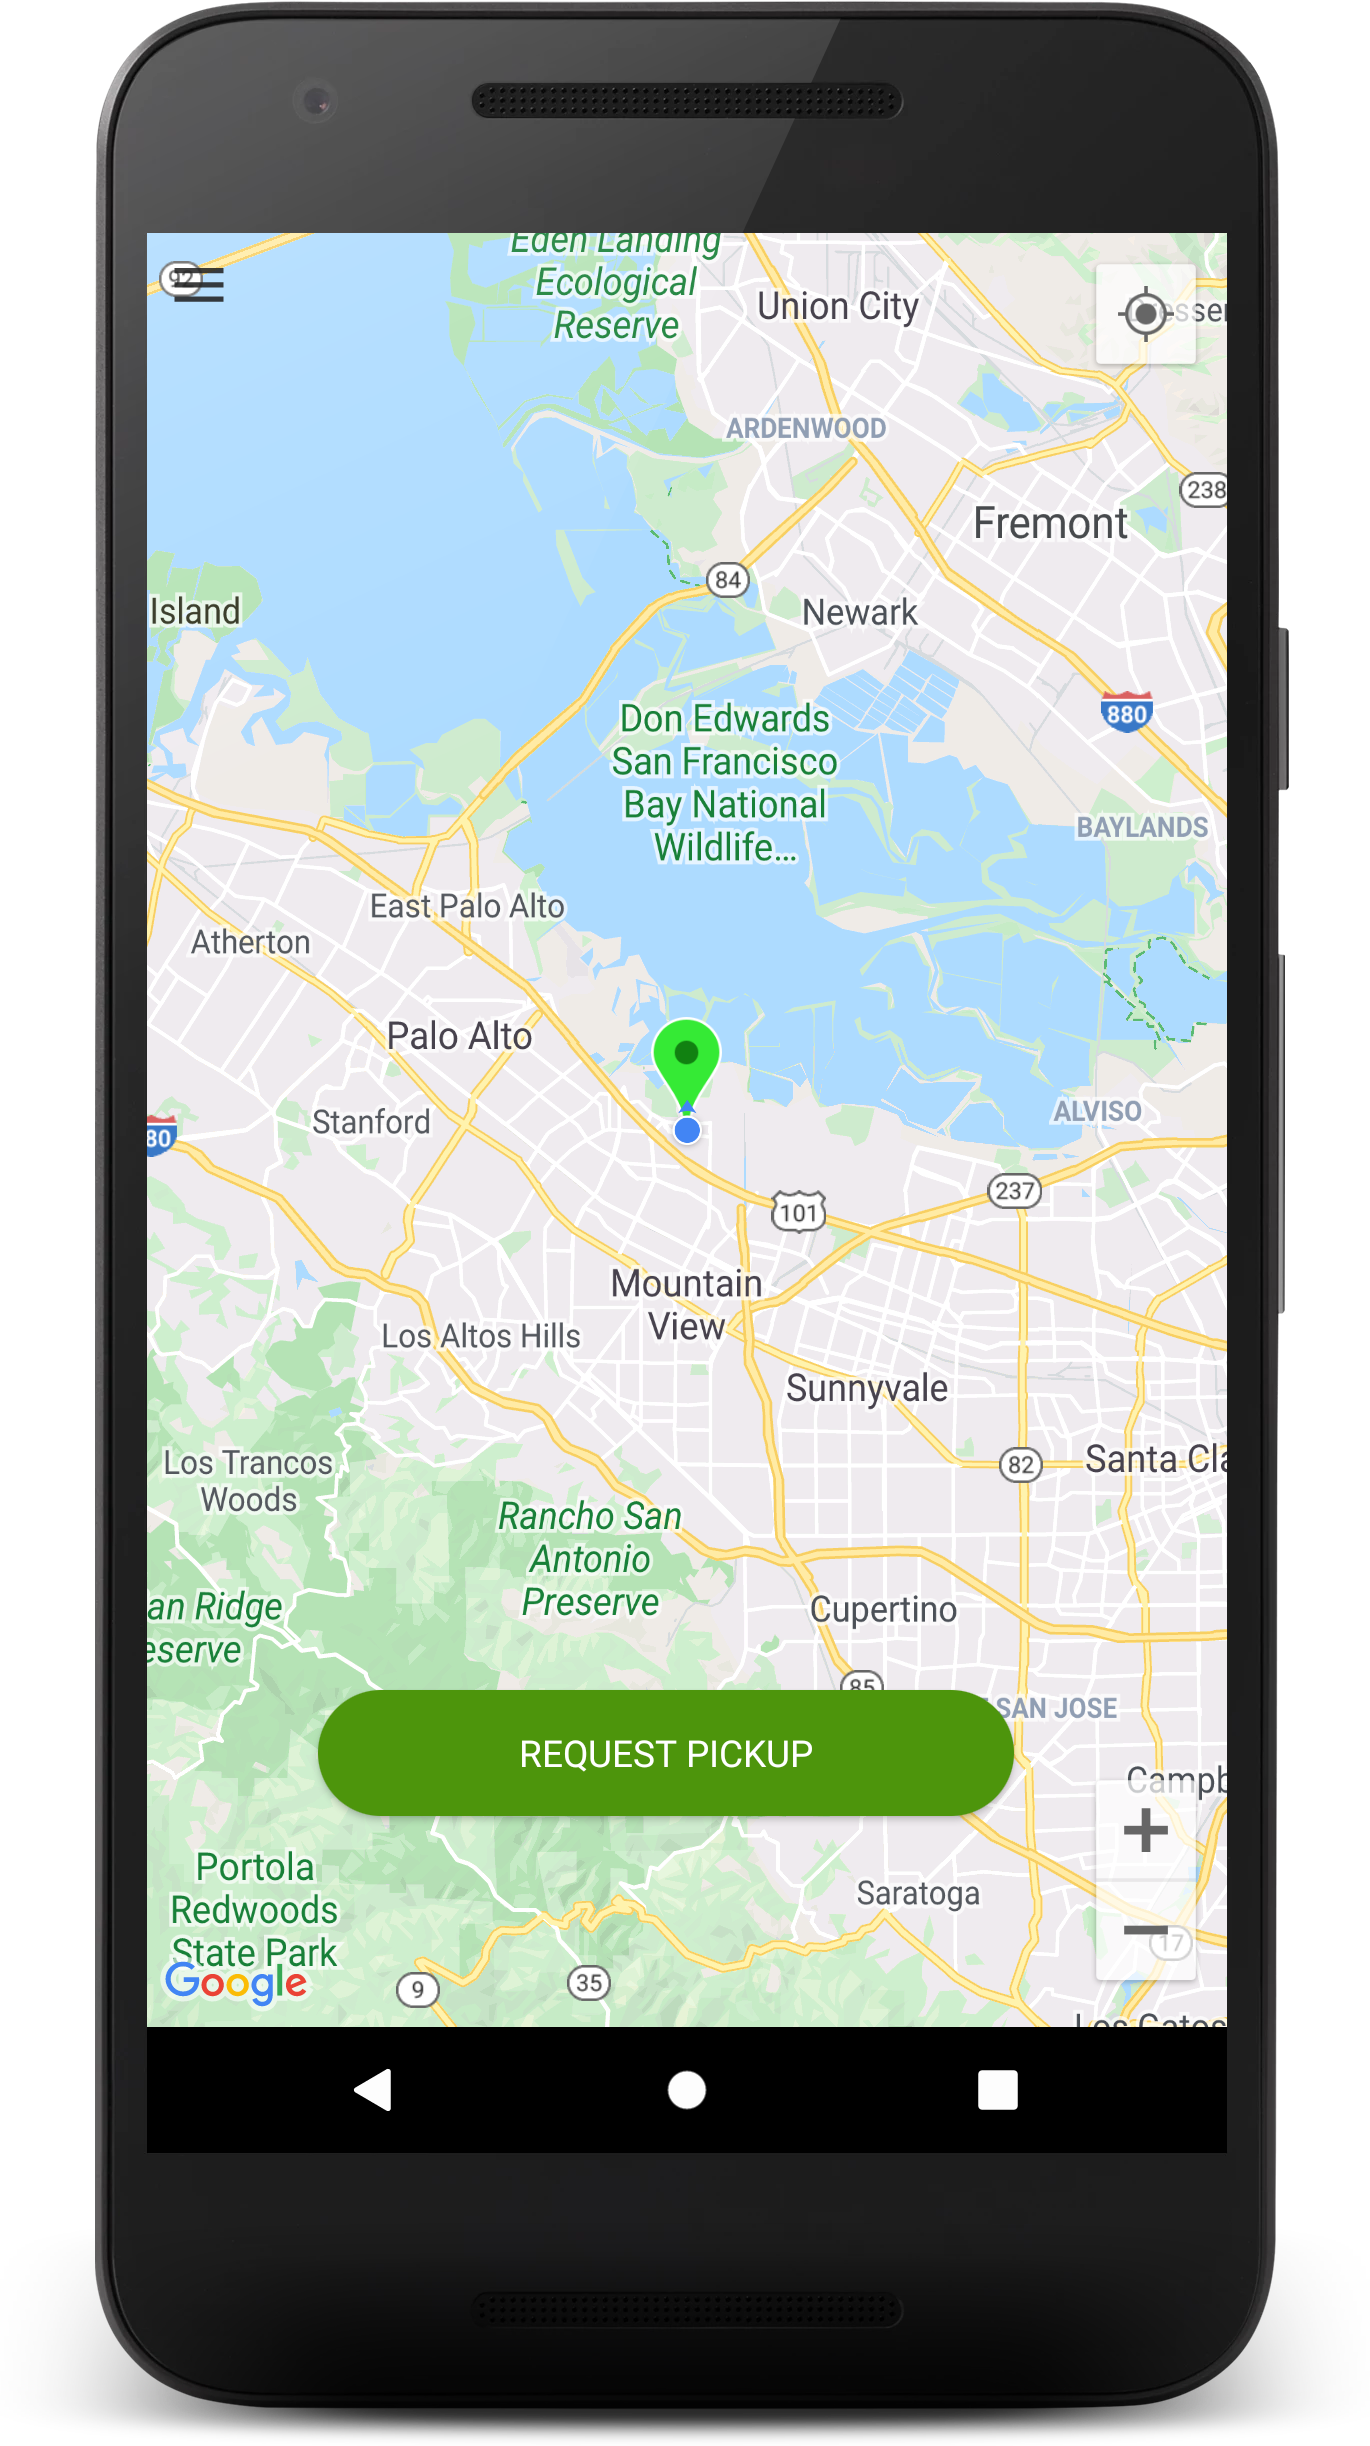 Eden Landing
Ecological
Reserve
92
Union City
ARDENWOOD
238
Fremont
84
Island
Newark
Don Edwards
San Francisco
Bay National
Wildlife...
880
BAYLANDS
East Palo Alto
Atherton
Palo Alto
Stanford
ALVISO
80
237
101
Mountain
View
Los Altos Hills
Sunnyvale
Los Trancos
Woods
82
Santa Cla
Rancho San
Antonio
Preserve
an Ridge
eserve
Cupertino
85
SAN JOSE
REQUEST PICKUP
Campb
Portola
Redwoods
State Park
Saratoga
17
Google
9
35
Los Gatos